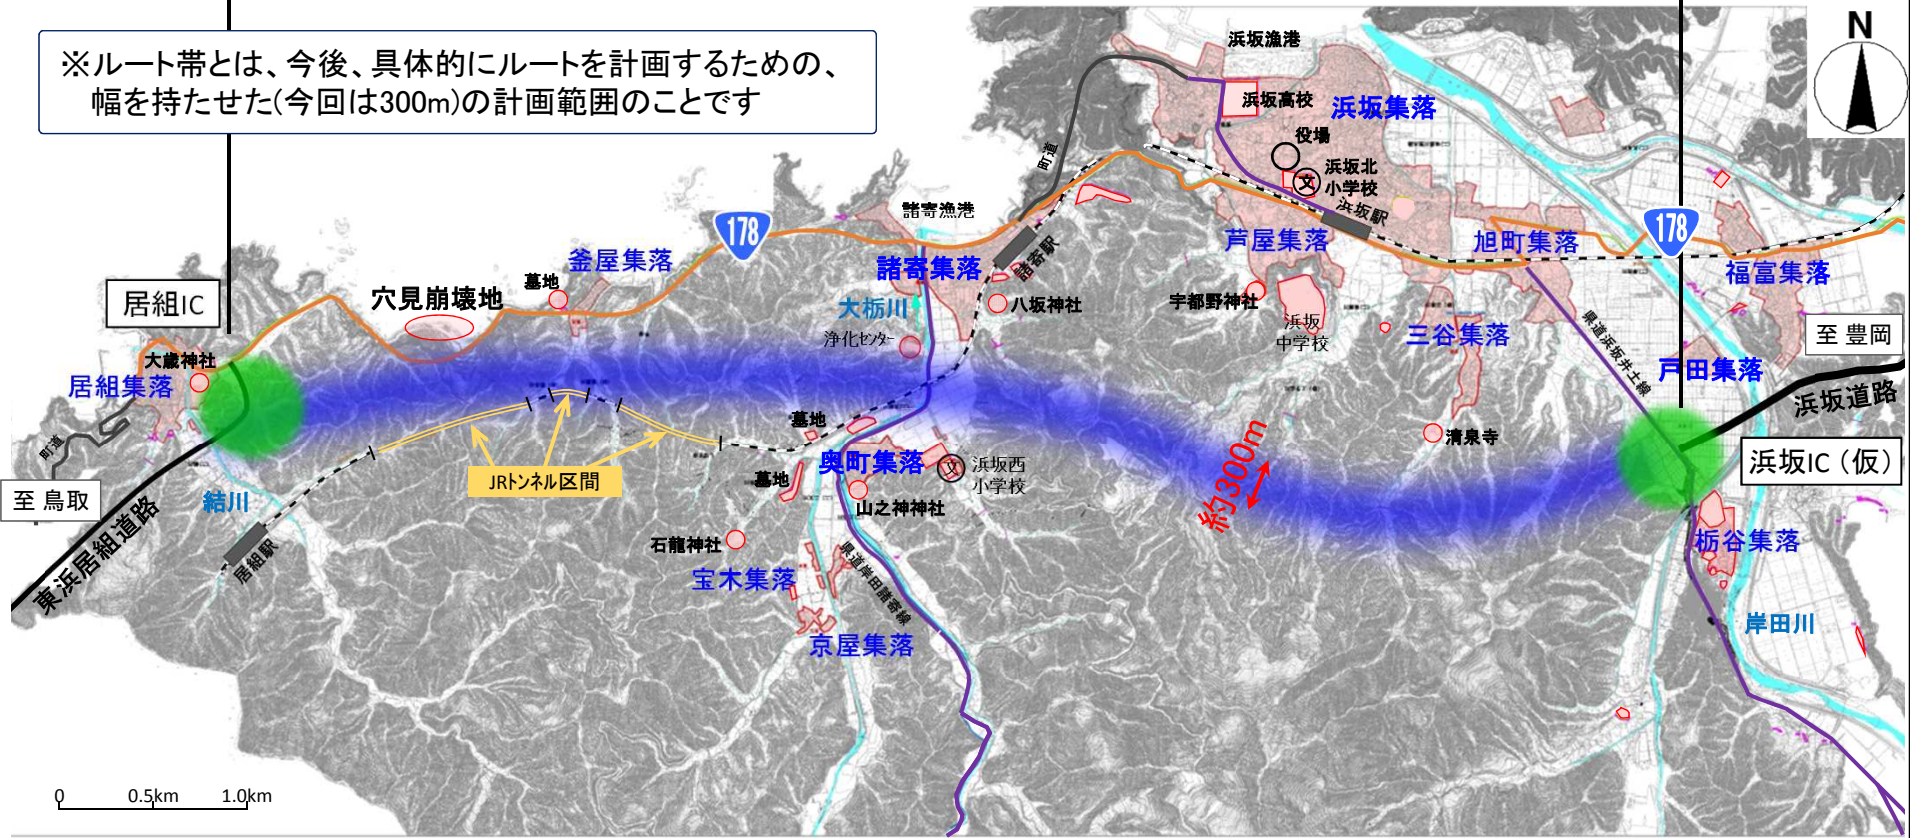 ※ルート帯とは、今後、具体的にルートを計画するための、
幅を持たせた(今回は300m)の計画範囲のことです
N
浜坂漁港
浜坂高校
浜坂集落
役場
文
浜坂北
小学校
浜坂駅
町道
諸寄漁港
178
178
釜屋集落
諸寄集落
諸寄駅
芦屋集落
旭町集落
福富集落
居組IC
穴見崩壊地
墓地
大栃川
八坂神社
宇都野神社
浜坂
中学校
三谷集落
県道浜坂井土線
至 豊岡
浄化センター
大歳神社
居組集落
戸田集落
浜坂道路
町道
墓地
清泉寺
約300m
浜坂IC（仮）
奥町集落
文
浜坂西
小学校
JRトンネル区間
墓地
至 鳥取
結川
山之神神社
東浜居組道路
居組駅
石龍神社
宝木集落
県道岸田諸寄線
栃谷集落
京屋集落
岸田川
0
0.5km
1.0km